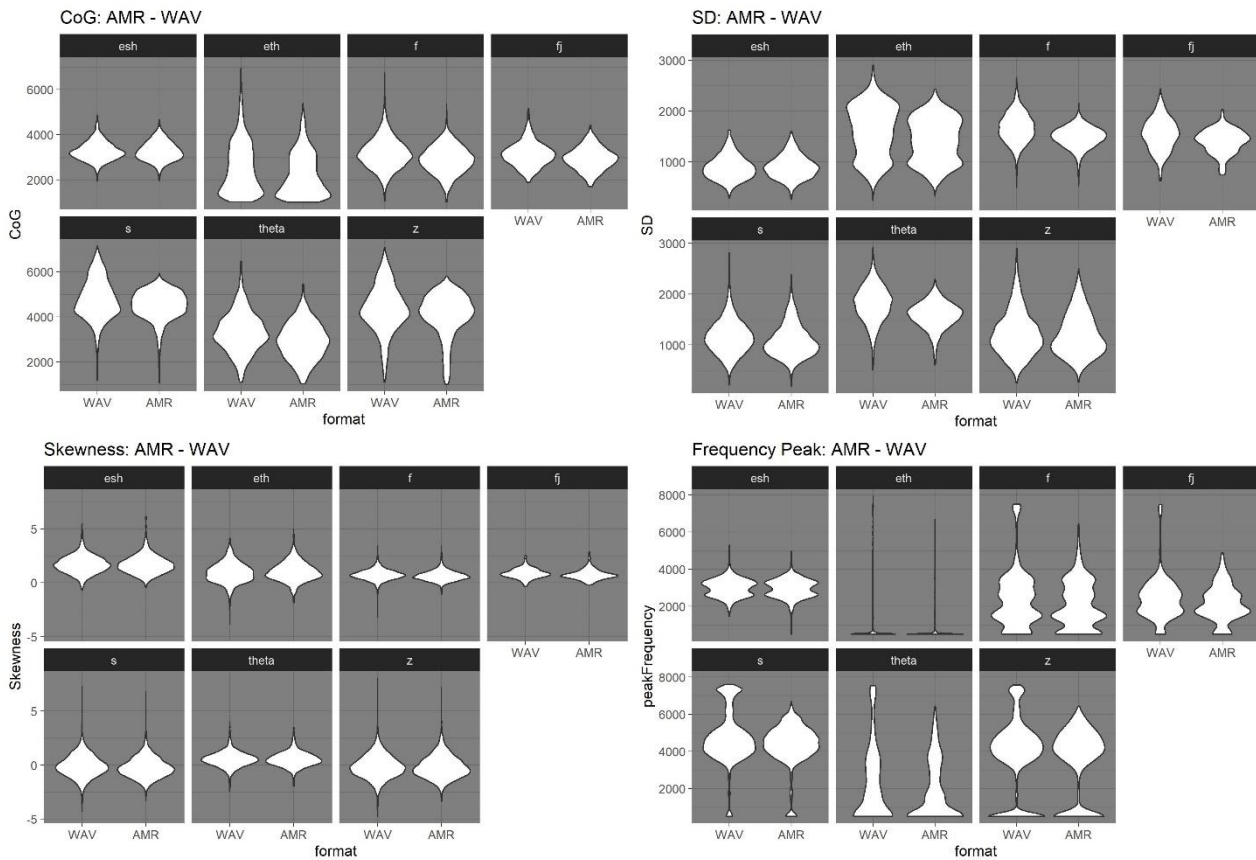 CoG: AMR - WAV
esh eth f fj
6000
4000
2000
WAV AMR
s theta z
6000
4000
2000
WAV AMR WAV AMR WAV AMR
CoG
format
SD: AMR - WAV
esh eth f fj
3000
2000
1000
WAV AMR
s theta z
3000
2000
1000
WAV AMR WAV AMR WAV AMR
SD
format
Skewness: AMR - WAV
esh eth f fj
5
0
-5
WAV AMR
s theta z
5
0
-5
WAV AMR WAV AMR WAV AMR
Skewness
format
Frequency Peak: AMR - WAV
esh eth f fj
8000
6000
4000
2000
WAV AMR
s theta z
8000
6000
4000
2000
WAV AMR WAV AMR WAV AMR
peakFrequency
format